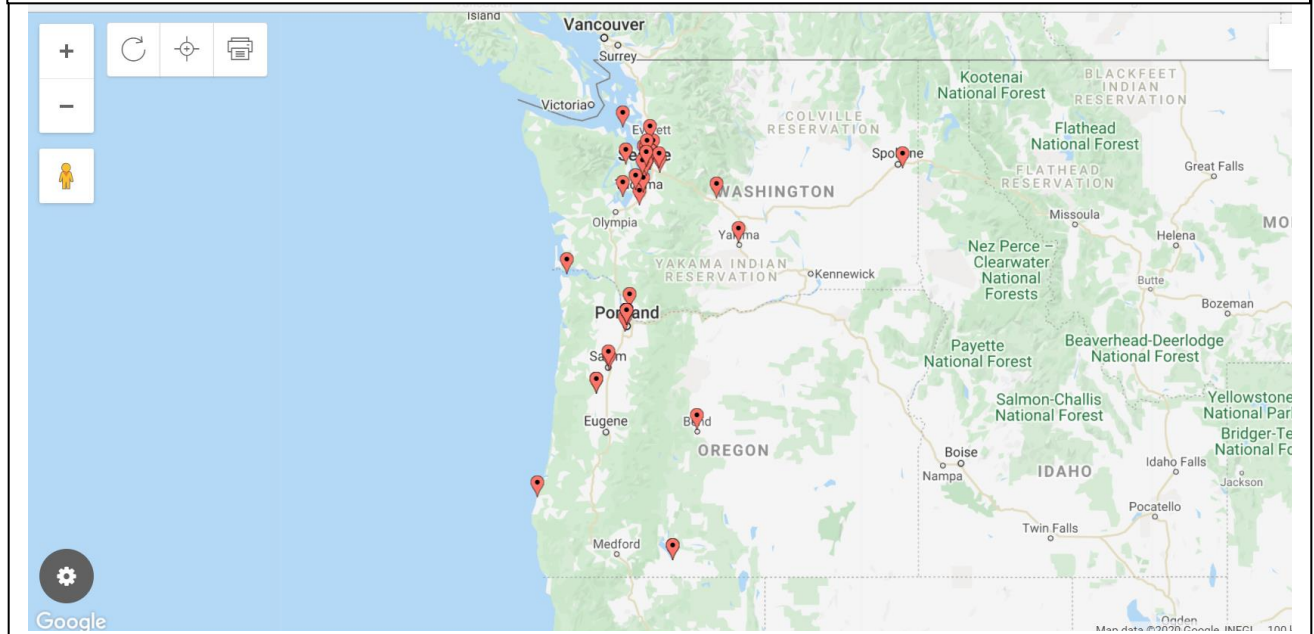 Island
Vancouver
Surrey
Victoria
Kootenai
National Forest
BLACKFEET
INDIAN
RESERVATION
COLVILLE
RESERVATION
Flathead
National Forest
Spokane
FLATHEAD
RESERVATION
Great Falls
WASHINGTON
Missoula
Olympia
Helena
YAKAMA INDIAN
RESERVATION
Kennewick
Nez Perce –
Clearwater
National
Forests
Butte
Bozeman
Portland
Payette
National Forest
Beaverhead-Deerlodge
National Forest
Salem
Salmon-Challis
National Forest
Yellowstone
Eugene
Bend
OREGON
Boise
Nampa
IDAHO
Idaho Falls
Jackson
Pocatello
Twin Falls
Medford
Google
Map data ©2020 Google, INEGI